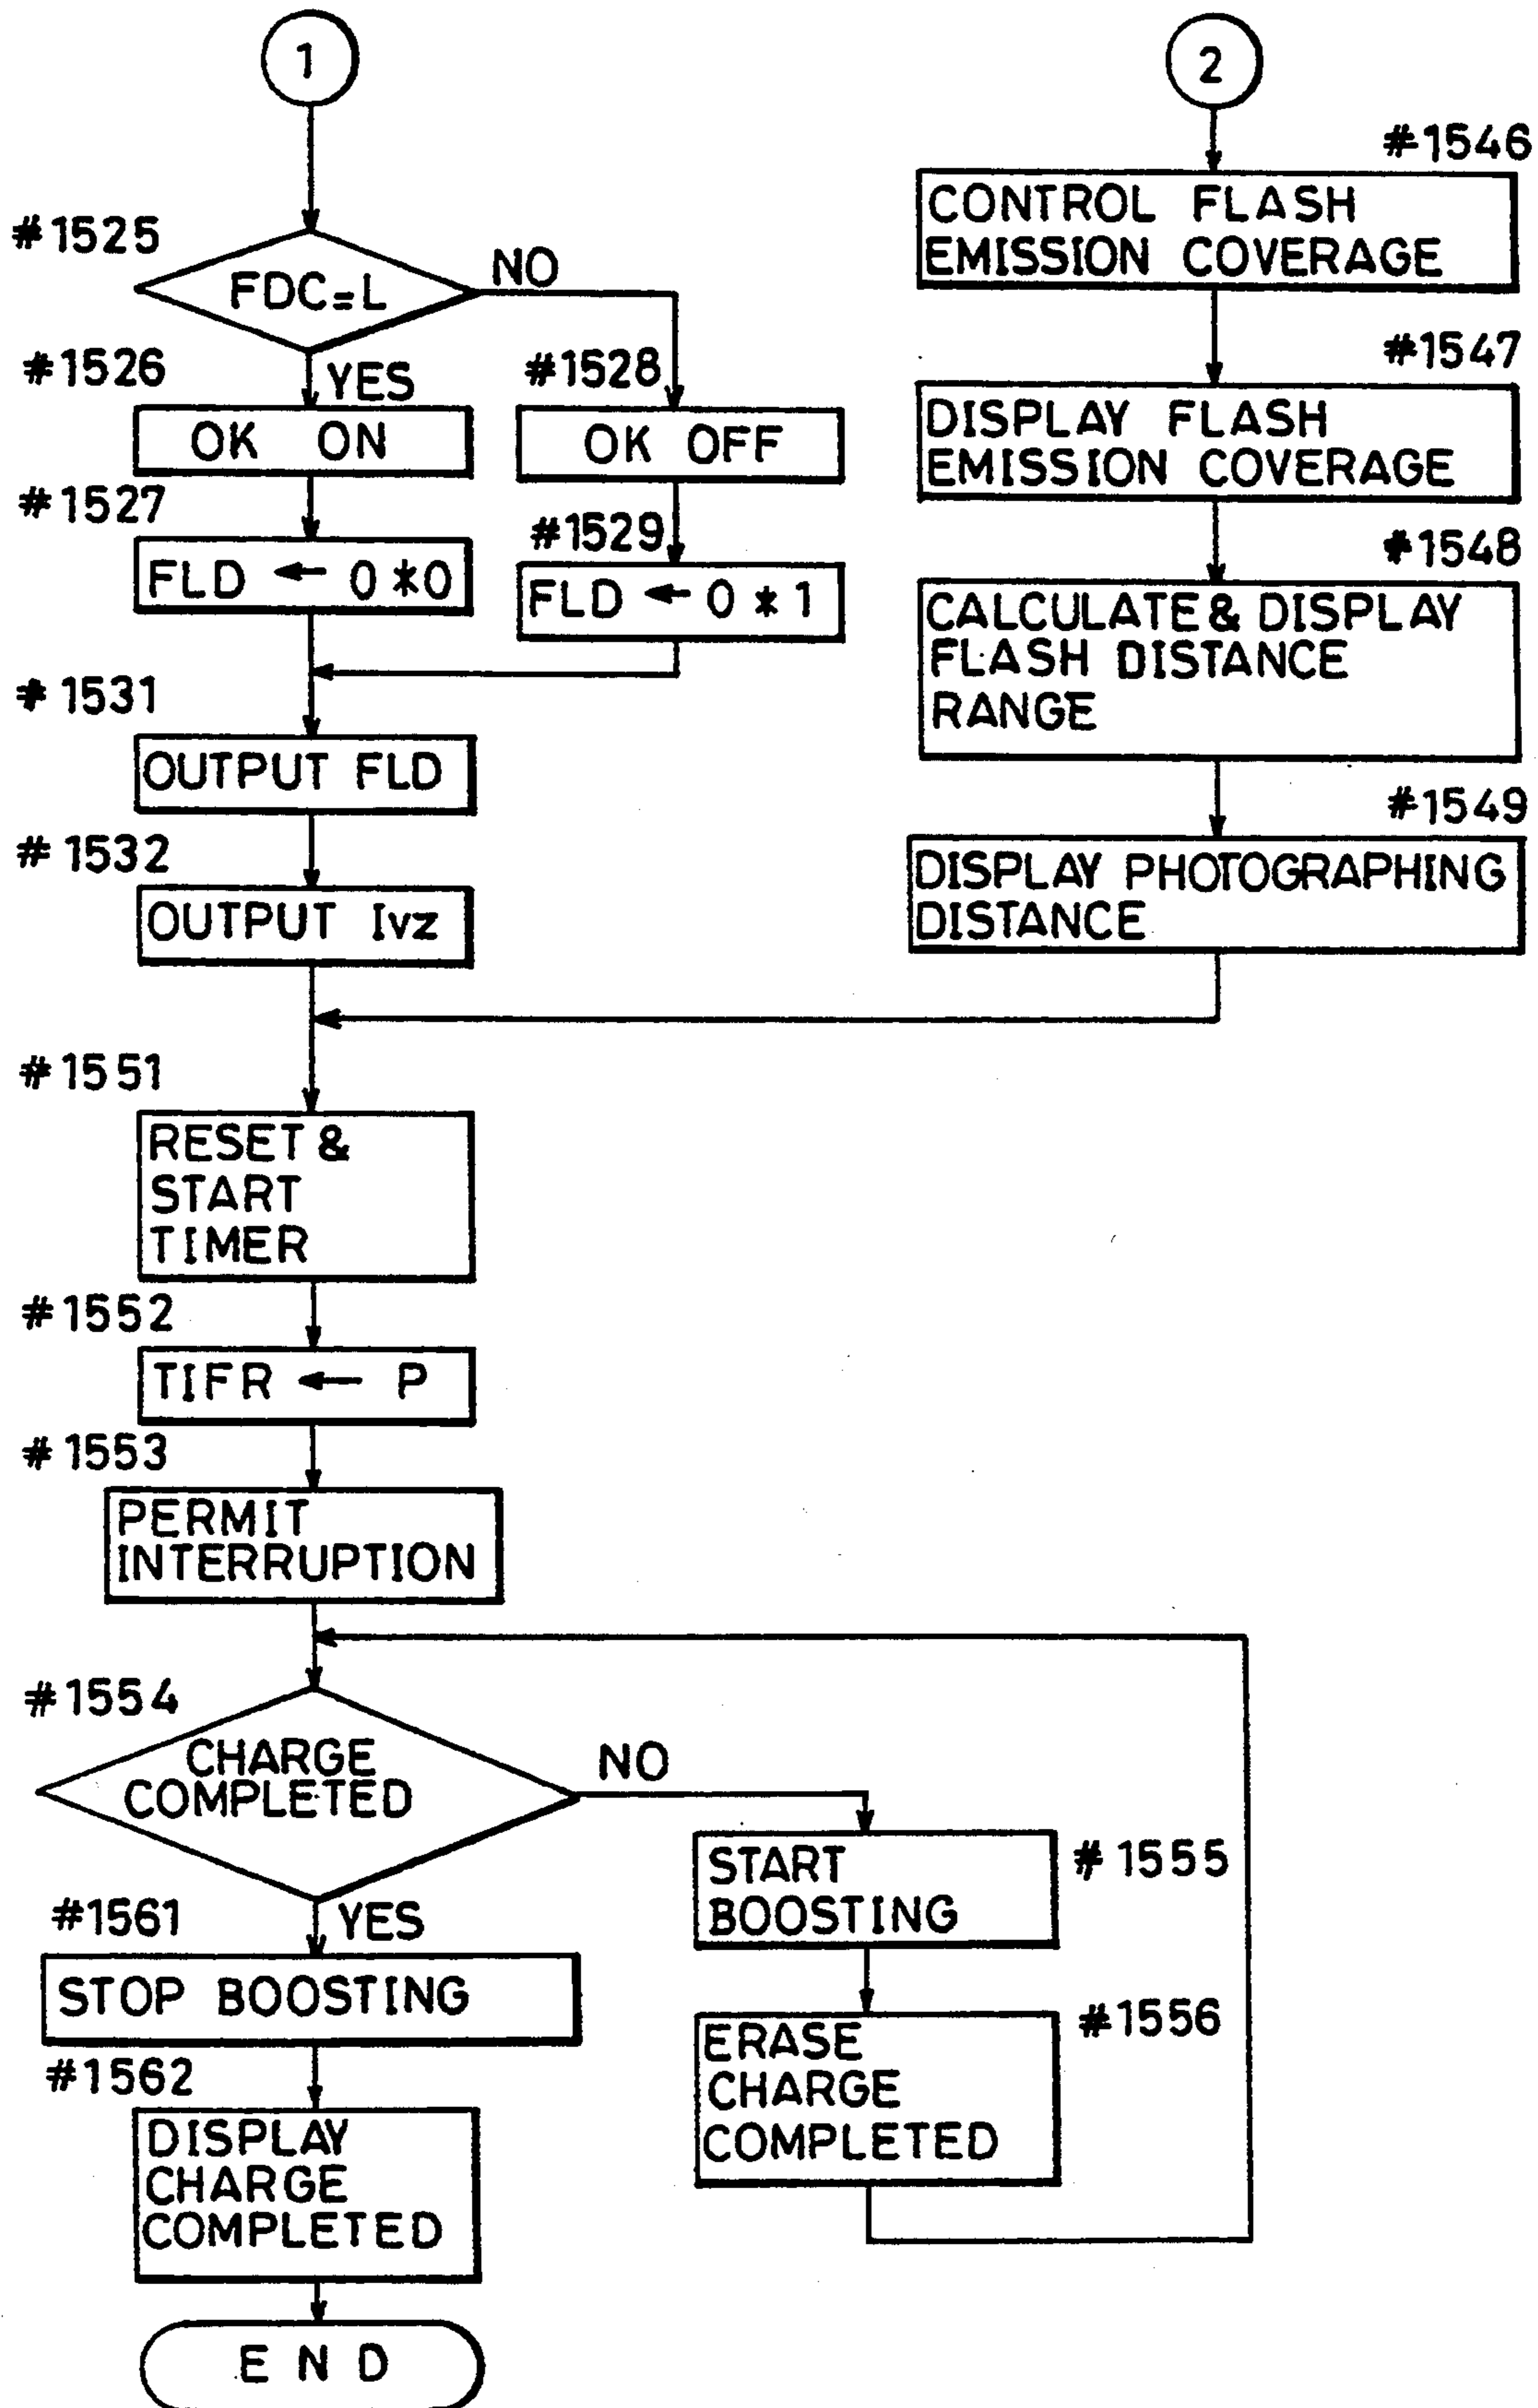 1
#1525
FDC=L
NO
#1526
YES
OK ON
#1528
OK OFF
#1527
FLD ← 0*0
#1529
FLD ← 0*1
#1531
OUTPUT FLD
#1532
OUTPUT Ivz
2
#1546
CONTROL FLASH
EMISSION COVERAGE
#1547
DISPLAY FLASH
EMISSION COVERAGE
#1548
CALCULATE & DISPLAY
FLASH DISTANCE
RANGE
#1549
DISPLAY PHOTOGRAPHING
DISTANCE
#1551
RESET &
START
TIMER
#1552
TIFR ← P
#1553
PERMIT
INTERRUPTION
#1554
CHARGE
COMPLETED
NO
START
BOOSTING
#1555
ERASE
CHARGE
COMPLETED
#1556
#1561
YES
STOP BOOSTING
#1562
DISPLAY
CHARGE
COMPLETED
END